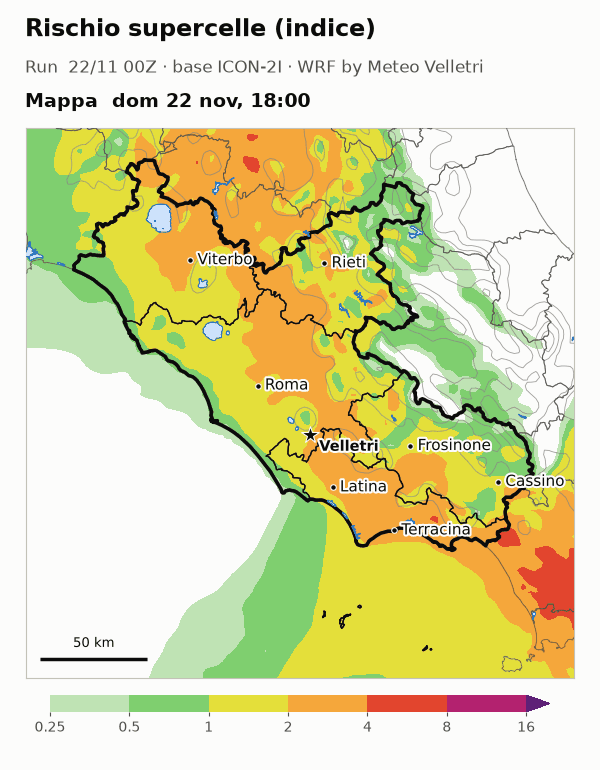 Rischio supercelle (indice)
Run  22/11 00Z · base ICON-2I · WRF by Meteo Velletri
Mappa  dom 22 nov, 18:00
Viterbo
Rieti
Roma
Velletri
Frosinone
Latina
Cassino
Terracina
50 km
0.25 0.5 1 2 4 8 16